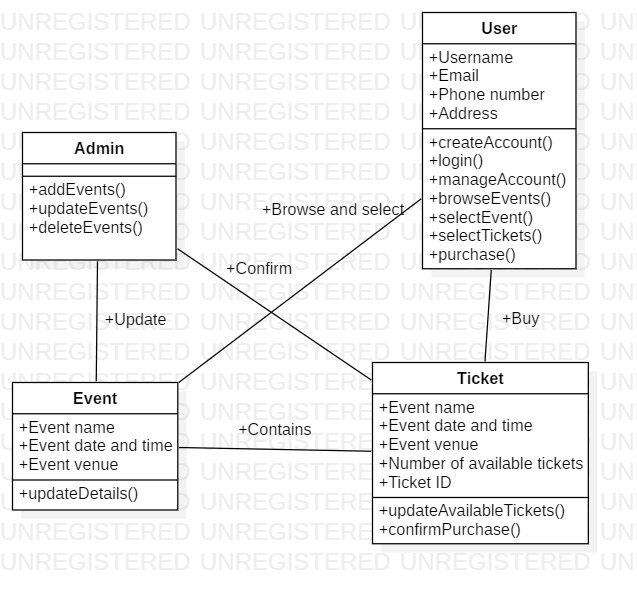 User
+Username
+Email
+Phone number
+Address
+createAccount()
+login()
+manageAccount()
+browseEvents()
+selectEvent()
+selectTickets()
+purchase()
Admin
+addEvents()
+updateEvents()
+deleteEvents()
+Browse and select
+Confirm
+Update
+Buy
Event
+Event name
+Event date and time
+Event venue
+updateDetails()
+Contains
Ticket
+Event name
+Event date and time
+Event venue
+Number of available tickets
+Ticket ID
+updateAvailableTickets()
+confirmPurchase()
UNREGISTERED